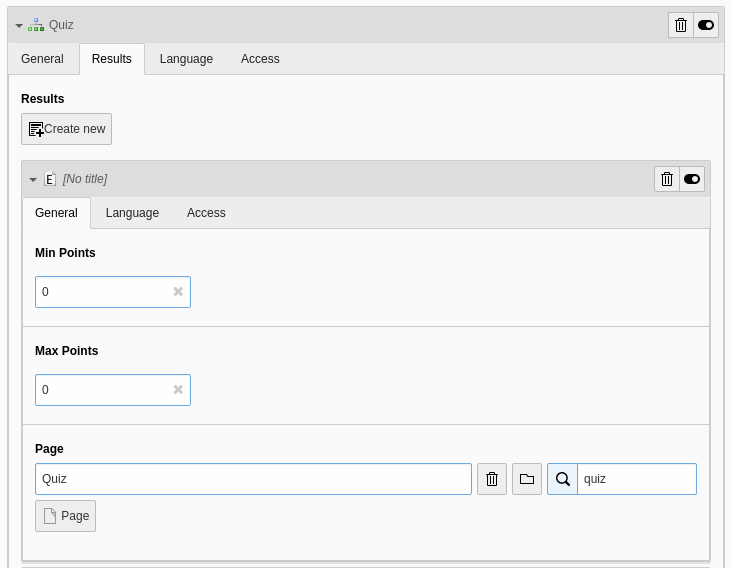 Quiz
General Results Language Access
Results
Create new
E [No title]
General Language Access
Min Points
0
Max Points
0
Page
Quiz quiz
Page